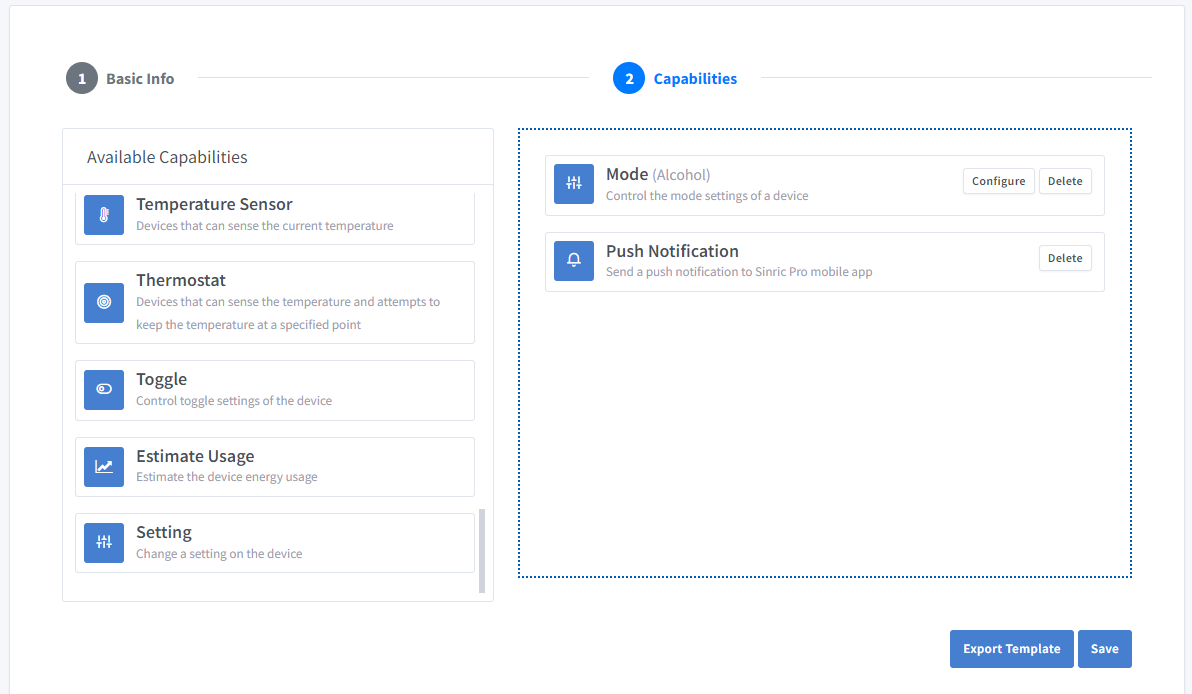 1 Basic Info
2 Capabilities
Available Capabilities
Temperature Sensor
Devices that can sense the current temperature
Thermostat
Devices that can sense the temperature and attempts to
keep the temperature at a specified point
Toggle
Control toggle settings of the device
Estimate Usage
Estimate the device energy usage
Setting
Change a setting on the device
Mode (Alcohol)
Control the mode settings of a device
Configure
Delete
Push Notification
Send a push notification to Sinric Pro mobile app
Delete
Export Template
Save